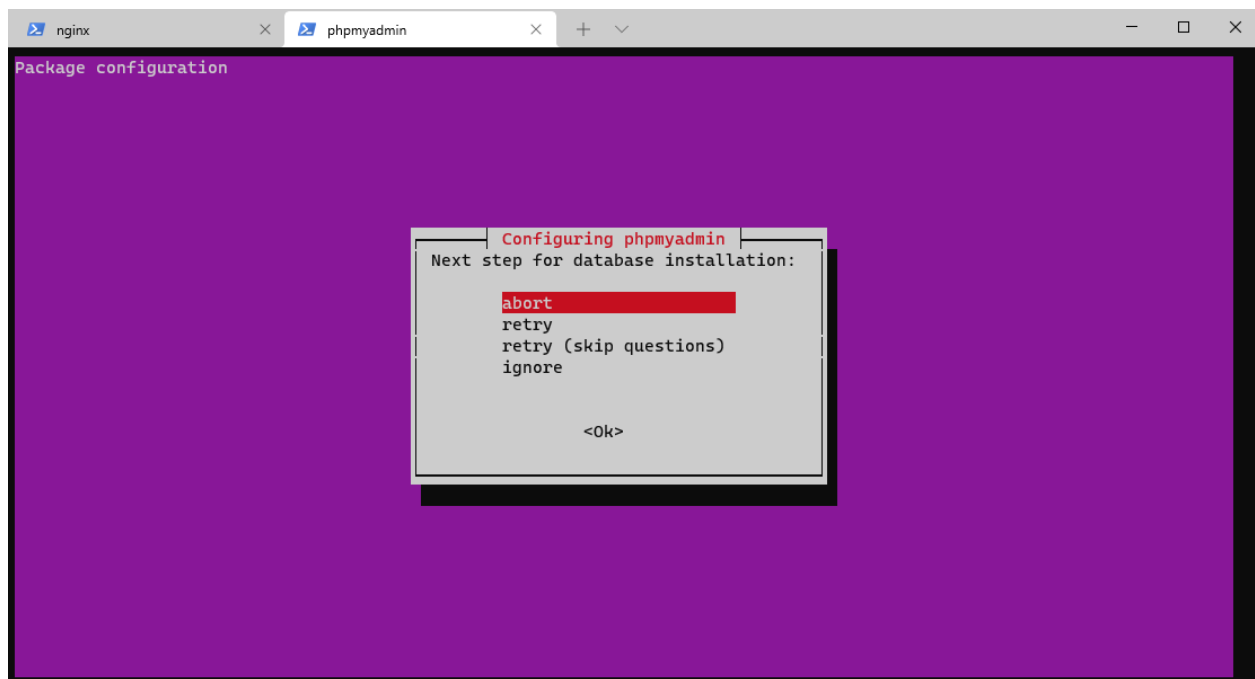 nginx
phpmyadmin
Package configuration
Configuring phpmyadmin
Next step for database installation:
abort
retry
retry (skip questions)
ignore
<Ok>